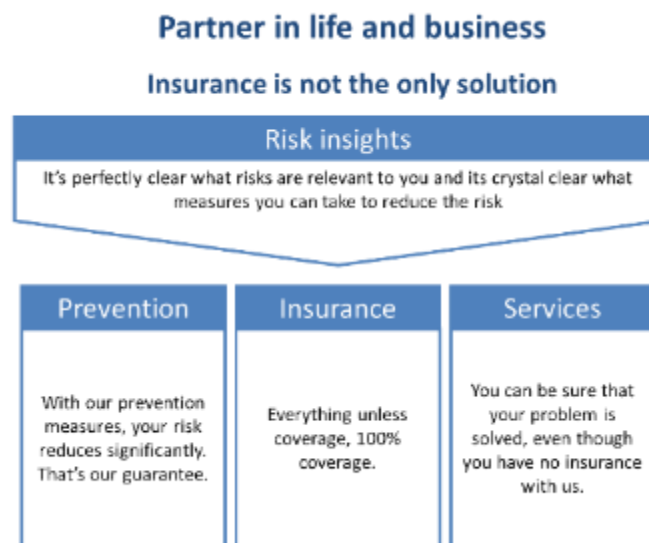 Partner in life and business
Insurance is not the only solution
Risk insights
It's perfectly clear what risks are relevant to you and its crystal clear what
measures you can take to reduce the risk
Prevention
With our prevention
measures, your risk
reduces significantly.
That's our guarantee.
Insurance
Everything unless
coverage, 100%
coverage.
Services
You can be sure that
your problem is
solved, even though
you have no insurance
with us.